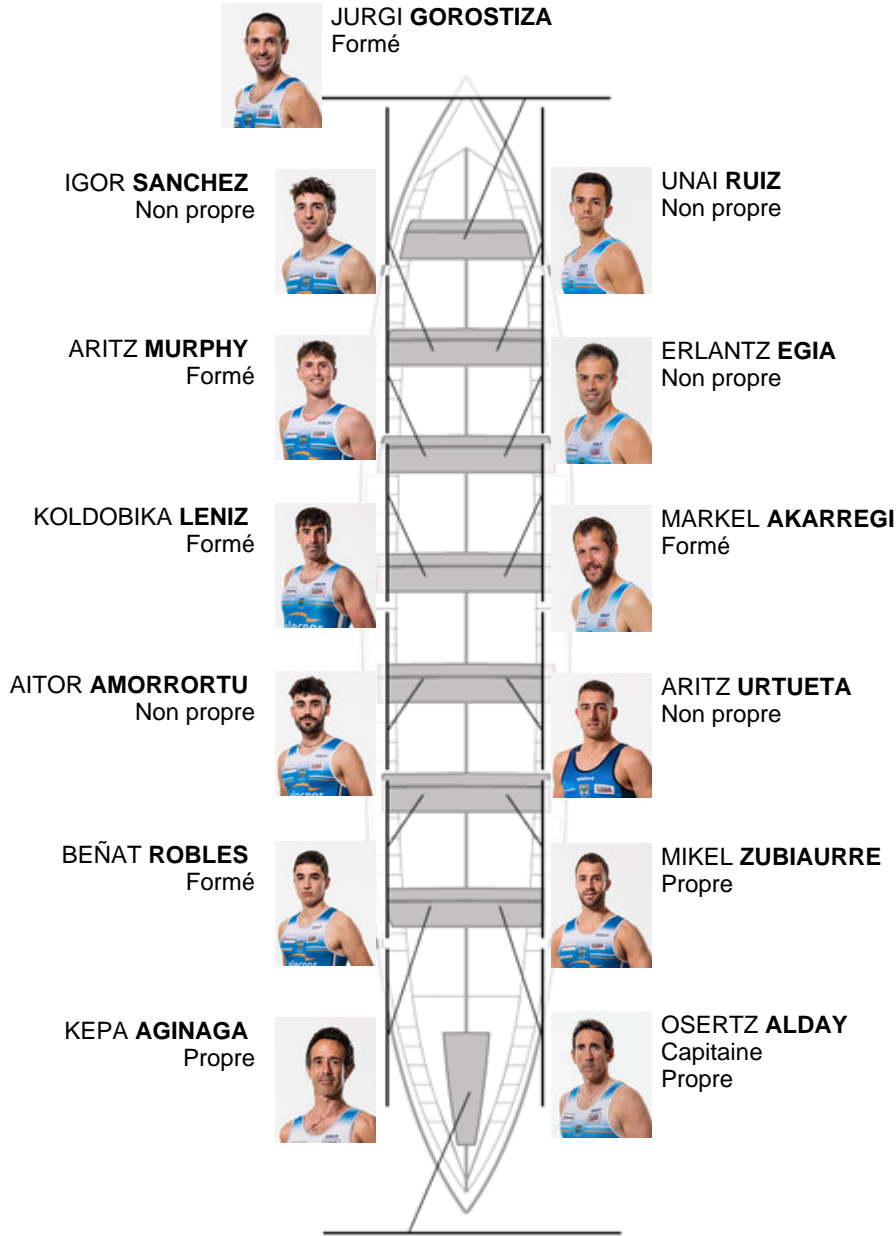 JURGI GOROSTIZA
Formé
IGOR SANCHEZ
Non propre
UNAI RUIZ
Non propre
ARITZ MURPHY
Formé
ERLANTZ EGIA
Non propre
KOLDOBIKA LENIZ
Formé
MARKEL AKARREGI
Formé
AITOR AMORRORTU
Non propre
ARITZ URTUETA
Non propre
BEÑAT ROBLES
Formé
MIKEL ZUBIAURRE
Propre
KEPA AGINAGA
Propre
OSERTZ ALDAY
Capitaine
Propre